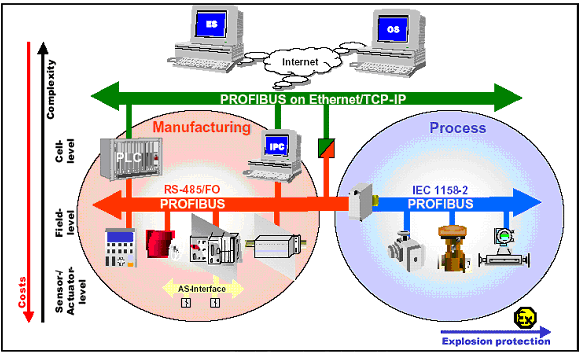 ES
OS
Internet
PROFIBUS on Ethernet/TCP-IP
Complexity
Costs
Manufacturing
Process
Cell-
level
PLC
IPC
RS-485/FO
PROFIBUS
IEC 1158-2
PROFIBUS
Field-
level
Sensor-/
Actuator-
level
AS-Interface
Ex
Explosion protection